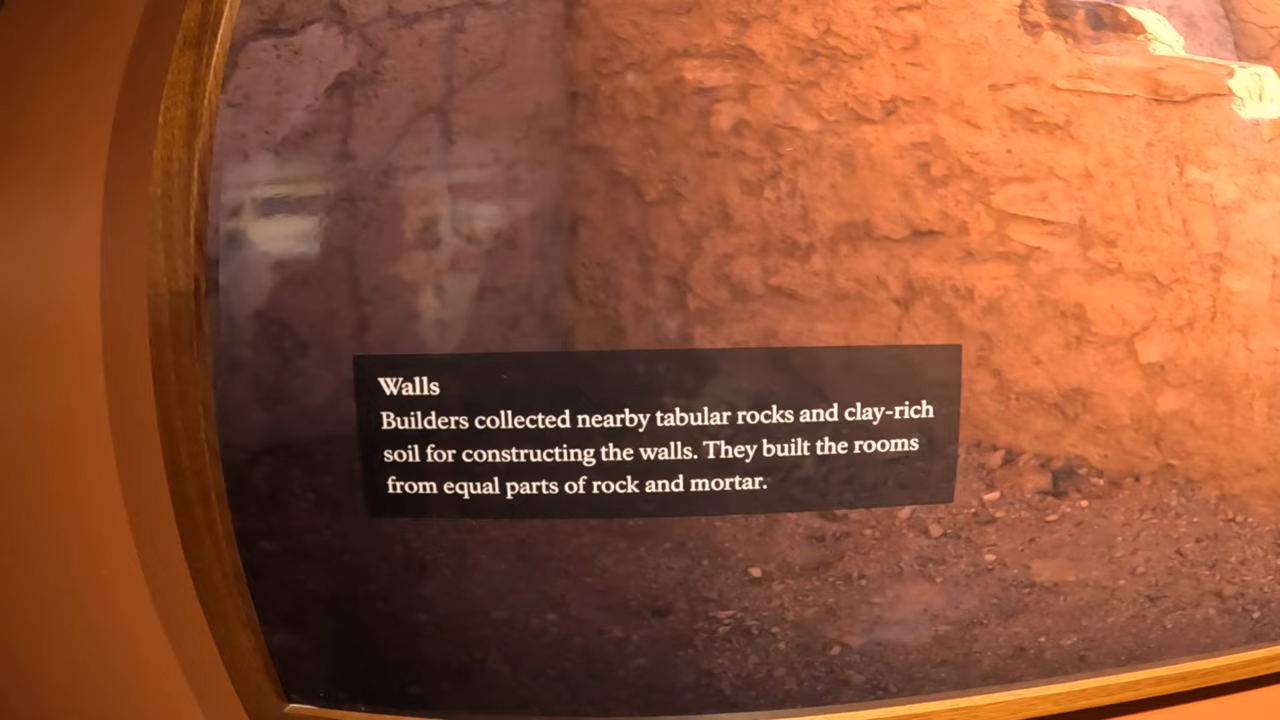 Walls
Builders collected nearby tabular rocks and clay-rich
soil for constructing the walls. They built the rooms
from equal parts of rock and mortar.